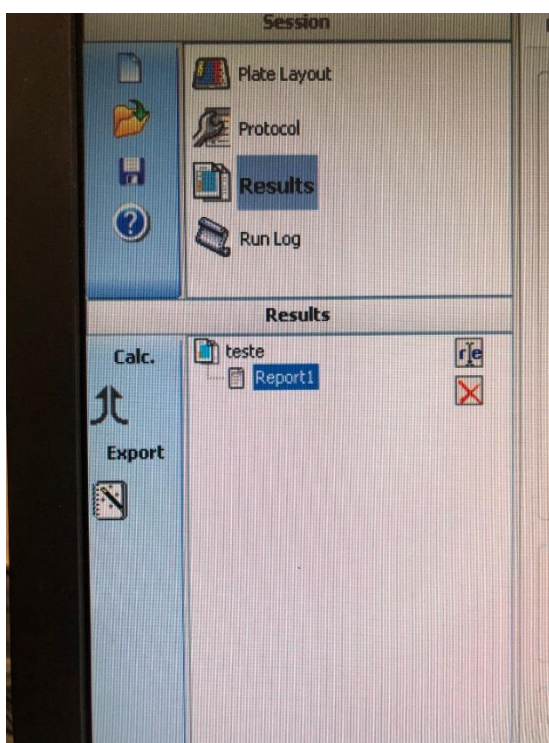 Session
Plate Layout
Protocol
Results
Run Log
Results
Calc.
teste
Report1
Export